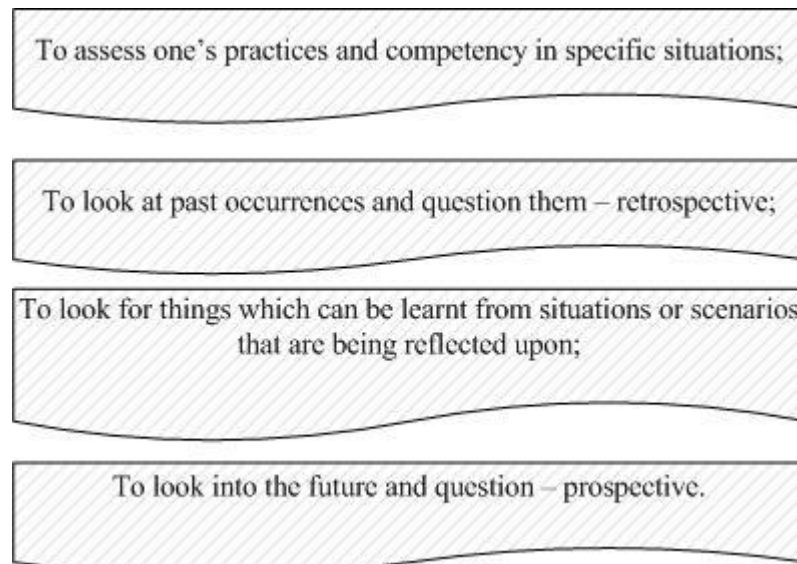 To assess one’s practices and competency in specific situations;
To look at past occurrences and question them – retrospective;
To look for things which can be learnt from situations or scenarios
that are being reflected upon;
To look into the future and question – prospective.